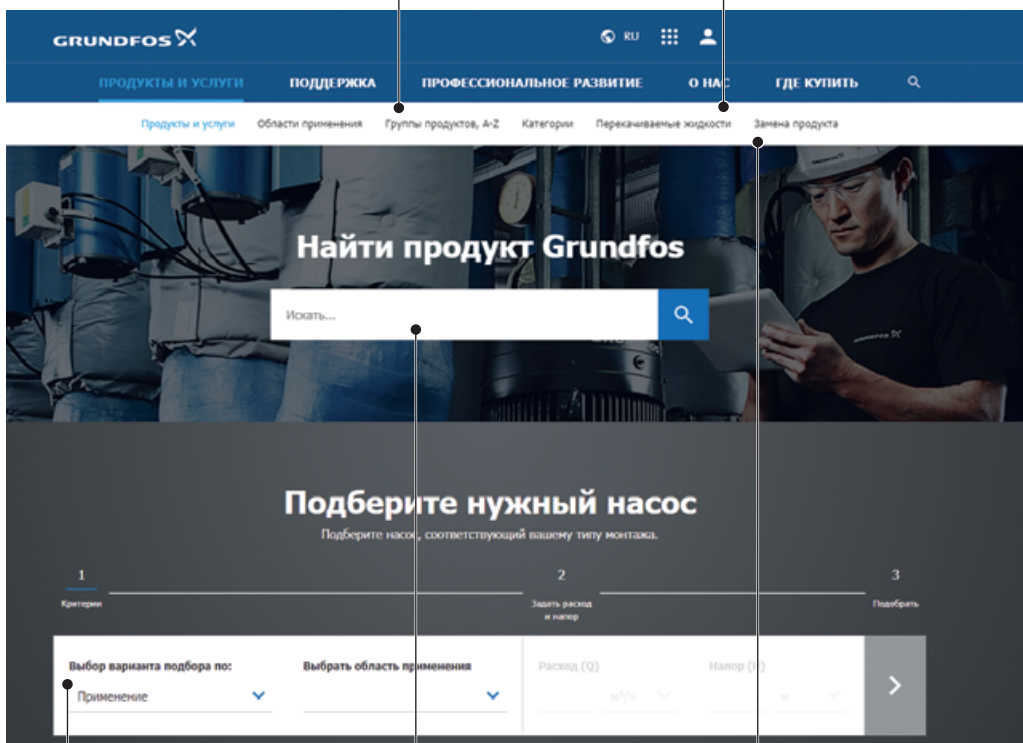 GRUNDFOS
RU
ПРОДУКТЫ И УСЛУГИ ПОДДЕРЖКА ПРОФЕССИОНАЛЬНОЕ РАЗВИТИЕ О НАС ГДЕ КУПИТЬ
Продукты и услуги Области применения Группы продуктов, A-Z Категории Перекачиваемые жидкости Замена продукта
Найти продукт Grundfos
Искать...
Подберите нужный насос
Подберите насос, соответствующий вашему типу монтажа.
1 2 3
Критерии Задать расход Подобрать
и напор
Выбор варианта подбора по: Выбрать область применения Расход (Q) Напор (H)
Применение м³/ч м